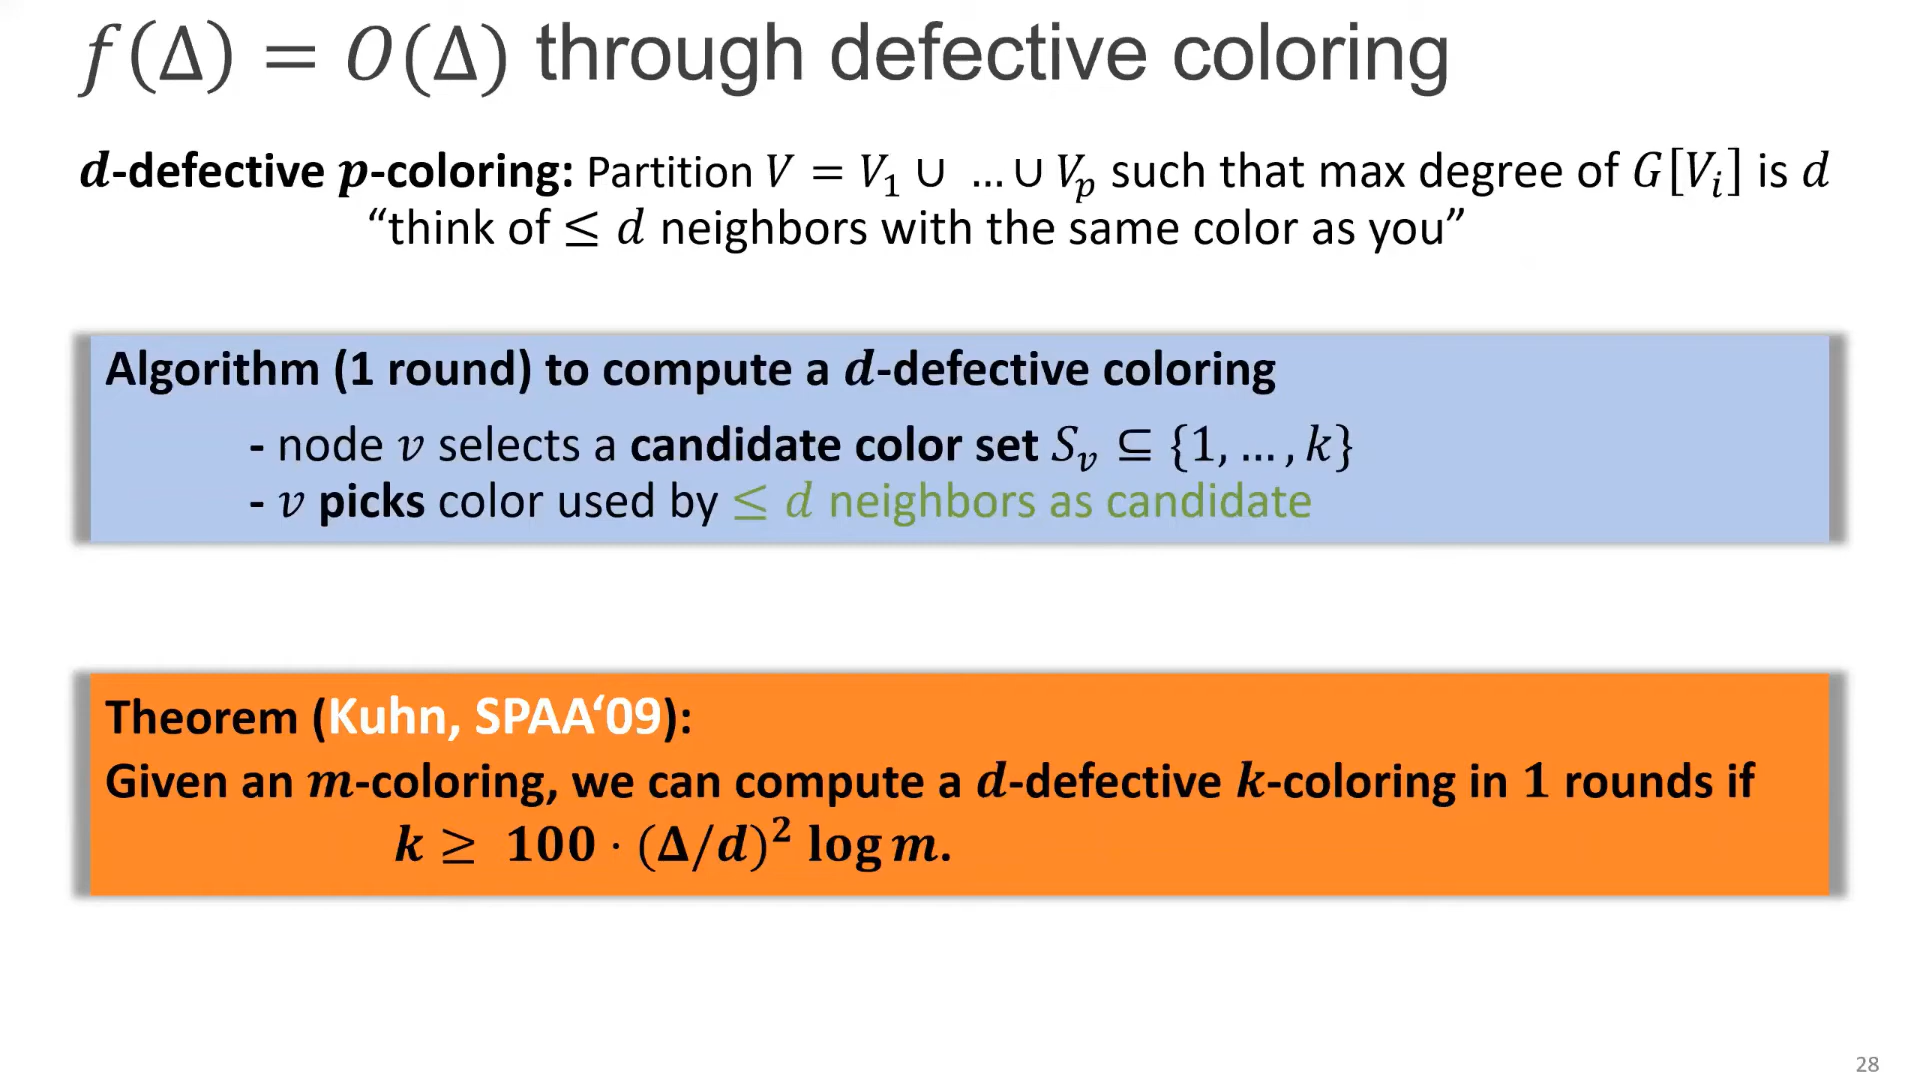 f(Δ) = O(Δ) through defective coloring
d-defective p-coloring: Partition V = V₁ ∪ … ∪ Vₚ such that max degree of G[Vᵢ] is d
“think of ≤ d neighbors with the same color as you”
Algorithm (1 round) to compute a d-defective coloring
- node v selects a candidate color set Sᵥ ⊆ {1, … , k}
- v picks color used by ≤ d neighbors as candidate
Theorem (Kuhn, SPAA‘09):
Given an m-coloring, we can compute a d-defective k-coloring in 1 rounds if
k ≥ 100 · (Δ/d)² log m.
28